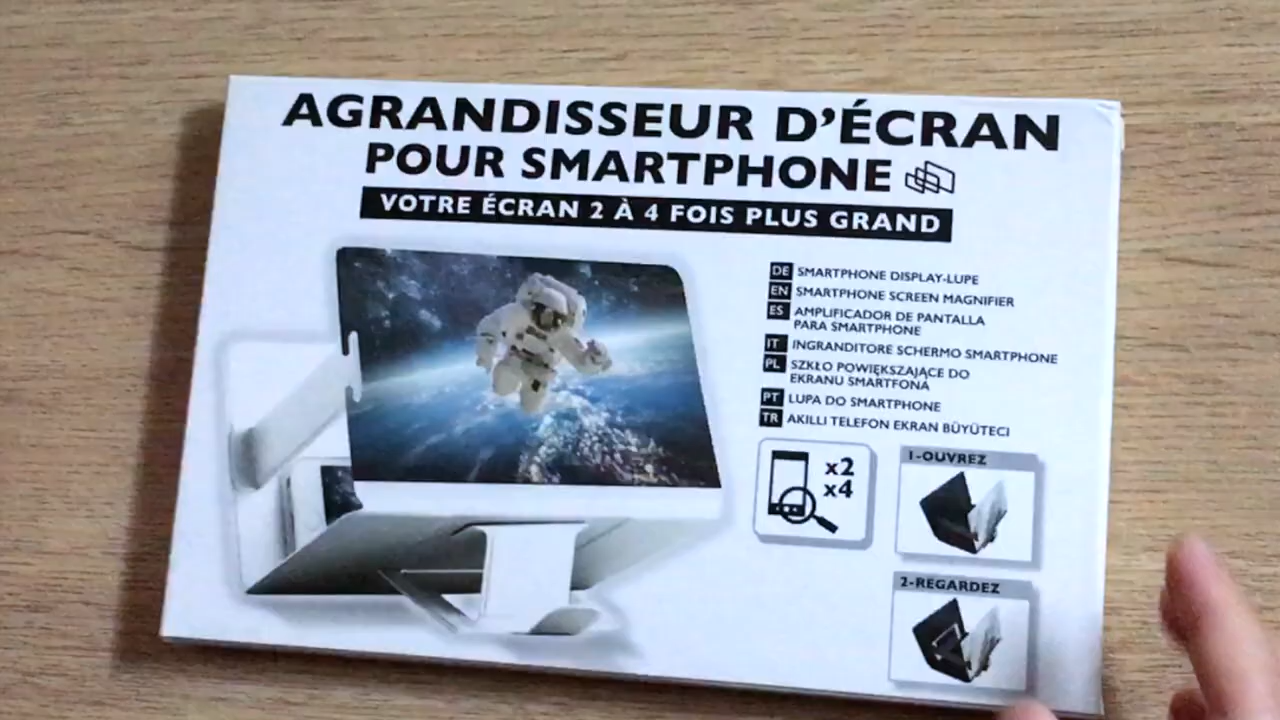 AGRANDISSEUR D'ÉCRAN
POUR SMARTPHONE
VOTRE ÉCRAN 2 À 4 FOIS PLUS GRAND
DE SMARTPHONE DISPLAY-LUPE
EN SMARTPHONE SCREEN MAGNIFIER
ES AMPLIFICADOR DE PANTALLA
PARA SMARTPHONE
IT INGRANDITORE SCHERMO SMARTPHONE
PL SZKŁO POWIĘKSZAJĄCE DO
EKRANU SMARTFONA
PT LUPA DO SMARTPHONE
TR AKILLI TELEFON EKRAN BÜYÜTECI
x2
x4
1-OUVREZ
2-REGARDEZ